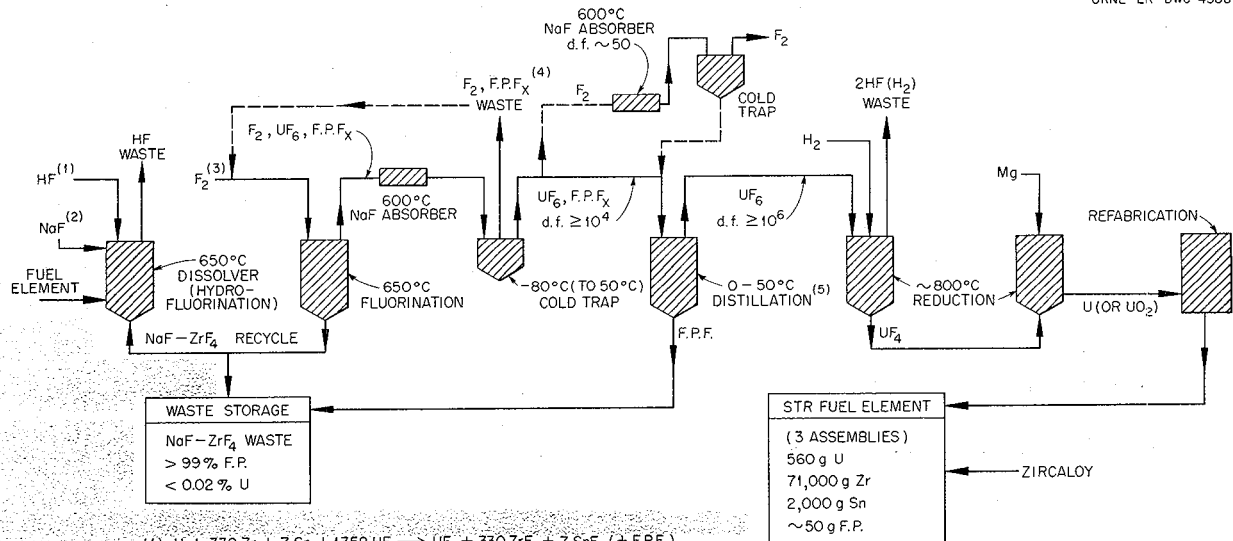 600°C
NaF ABSORBER
d.f. ~50
F₂
COLD
TRAP
F₂, F.P.Fₓ⁽⁴⁾
WASTE
F₂
2HF(H₂)
WASTE
HF
WASTE
F₂, UF₆, F.P.Fₓ
H₂
HF⁽¹⁾
F₂⁽³⁾
Mg
600°C
NaF ABSORBER
UF₆, F.P.Fₓ
d.f. ≥10⁴
UF₆
d.f. ≥10⁶
REFABRICATION
NaF⁽²⁾
650°C
DISSOLVER
(HYDRO-
FLUORINATION)
FUEL
ELEMENT
650°C
FLUORINATION
-80°C(TO 50°C)
COLD TRAP
0-50°C
DISTILLATION⁽⁵⁾
~800°C
REDUCTION
U(OR UO₂)
NaF-ZrF₄ RECYCLE
F.P.F.
UF₄
WASTE STORAGE
NaF-ZrF₄ WASTE
> 99% F.P.
< 0.02% U
STR FUEL ELEMENT
(3 ASSEMBLIES)
560 g U
71,000 g Zr
2,000 g Sn
~50 g F.P.
ZIRCALOY